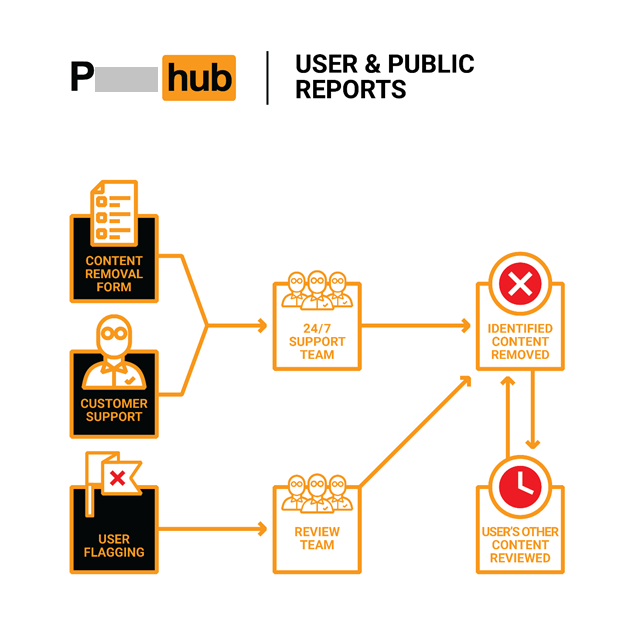 P hub
USER & PUBLIC
REPORTS
CONTENT
REMOVAL
FORM
24/7
SUPPORT
TEAM
IDENTIFIED
CONTENT
REMOVED
CUSTOMER
SUPPORT
USER
FLAGGING
REVIEW
TEAM
USER'S OTHER
CONTENT
REVIEWED